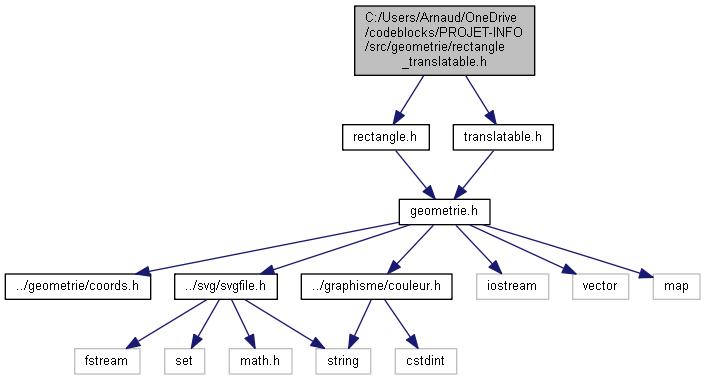 C:/Users/Arnaud/OneDrive
/codeblocks/PROJET-INFO
/src/geometrie/rectangle
_translatable.h
rectangle.h
translatable.h
geometrie.h
../geometrie/coords.h
../svg/svgfile.h
../graphisme/couleur.h
iostream
vector
map
fstream
set
math.h
string
cstdint